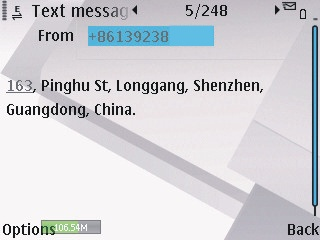 E Text messag 5/248
From +86139238
163, Pinghu St, Longgang, Shenzhen,
Guangdong, China.
Options 106.54M Back